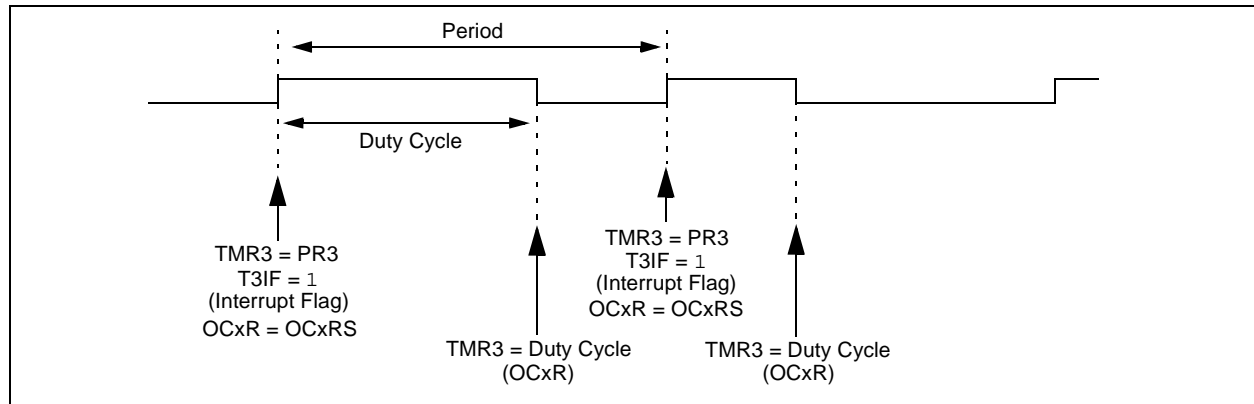 Period
Duty Cycle
TMR3 = PR3
T3IF = 1
(Interrupt Flag)
OCxR = OCxRS
TMR3 = Duty Cycle
(OCxR)
TMR3 = PR3
T3IF = 1
(Interrupt Flag)
OCxR = OCxRS
TMR3 = Duty Cycle
(OCxR)